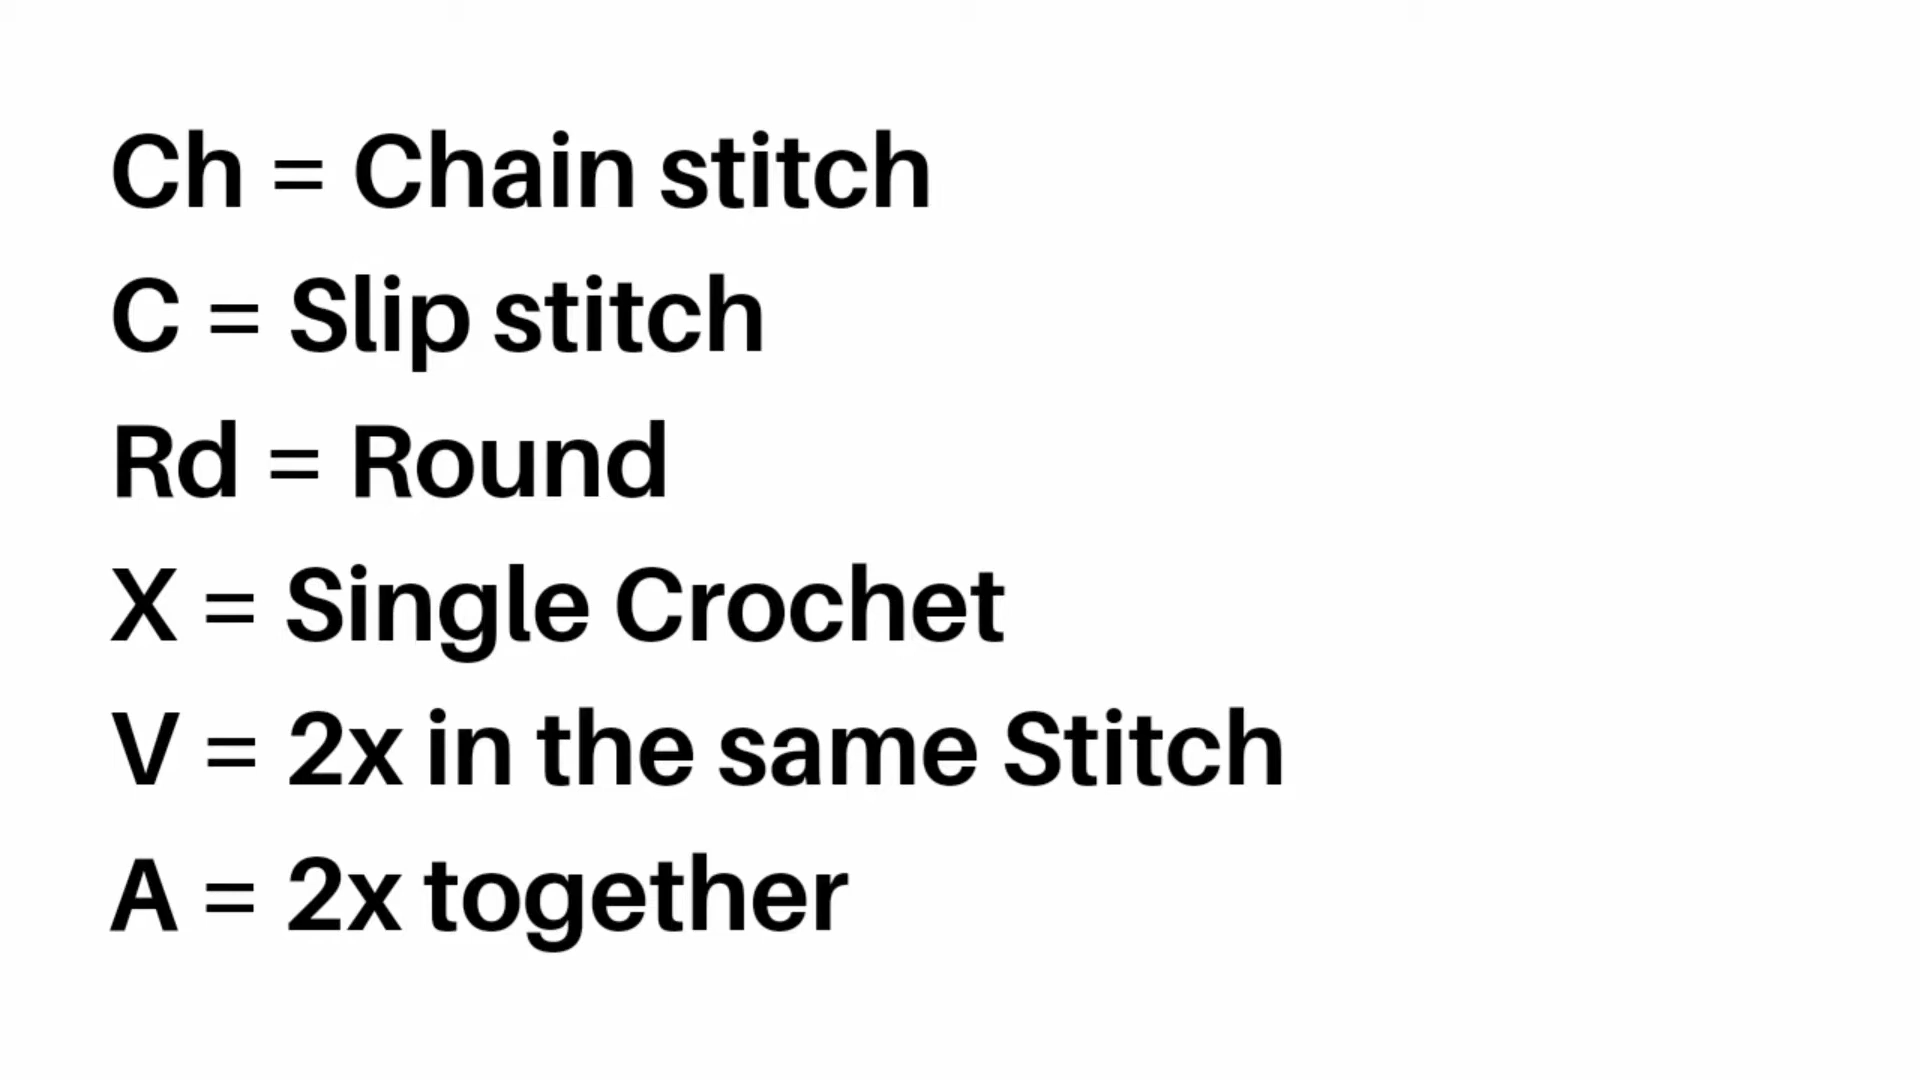 Ch = Chain stitch
C = Slip stitch
Rd = Round
X = Single Crochet
V = 2x in the same Stitch
A = 2x together